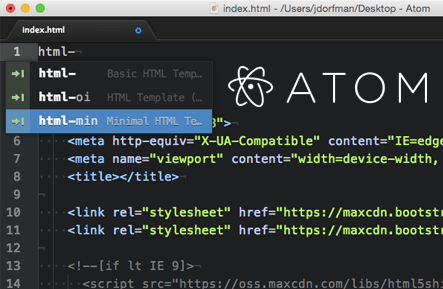 index.html - /Users/jdorfman/Desktop - Atom
index.html
1 html-¬
html- Basic HTML Temp…
html-oi HTML Template (…
html-min Minimal HTML Te…
ATOM
8">¬
6 <meta http-equiv="X-UA-Compatible" content="IE=edge
7 <meta name="viewport" content="width=device-width,
8 <title></title>¬
9 ¬
10 <link rel="stylesheet" href="https://maxcdn.bootstr
11 <link rel="stylesheet" href="https://maxcdn.bootstr
12 ¬
13 <!--[if lt IE 9]>¬
14 <script src="https://oss.maxcdn.com/libs/html5shi